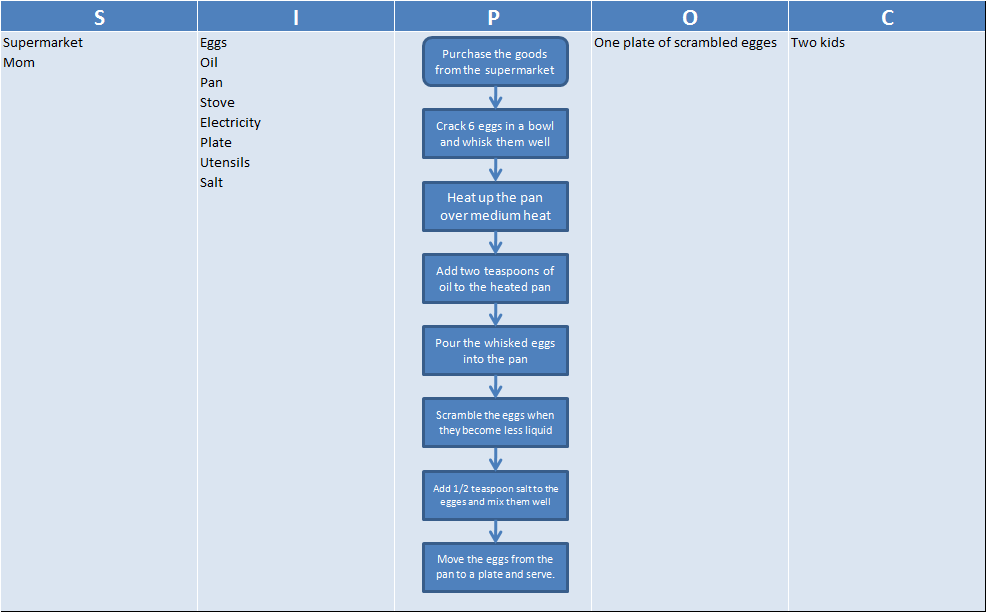 S
I
P
O
C
Supermarket
Mom
Eggs
Oil
Pan
Stove
Electricity
Plate
Utensils
Salt
Purchase the goods
from the supermarket
Crack 6 eggs in a bowl
and whisk them well
Heat up the pan
over medium heat
Add two teaspoons of
oil to the heated pan
Pour the whisked eggs
into the pan
Scramble the eggs when
they become less liquid
Add 1/2 teaspoon salt to the
egges and mix them well
Move the eggs from the
pan to a plate and serve.
One plate of scrambled egges
Two kids